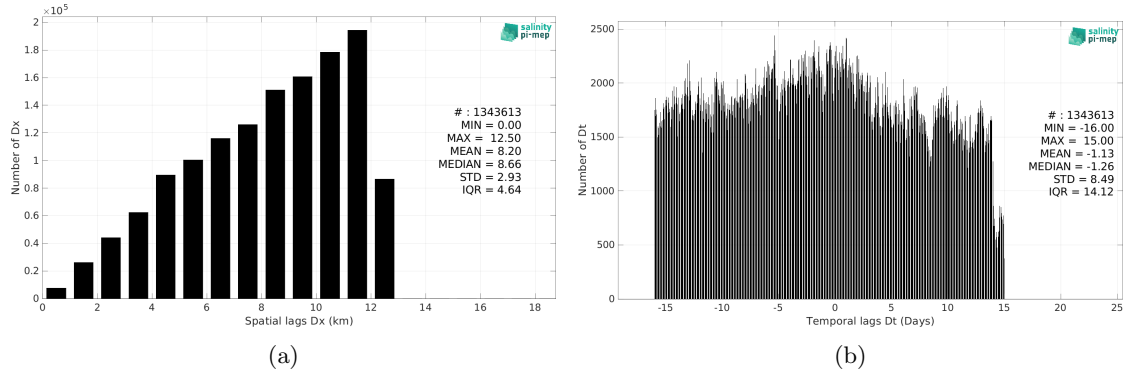 ×10^5
2
1.8
1.6
1.4
1.2
1
0.8
0.6
0.4
0.2
0
Number of Dx
salinity
pi-mep
# : 1343613
MIN = 0.00
MAX = 12.50
MEAN = 8.20
MEDIAN = 8.66
STD = 2.93
IQR = 4.64
0 2 4 6 8 10 12 14 16 18
Spatial lags Dx (km)
(a)
2500
2000
1500
1000
500
0
Number of Dt
salinity
pi-mep
# : 1343613
MIN = -16.00
MAX = 15.00
MEAN = -1.13
MEDIAN = -1.26
STD = 8.49
IQR = 14.12
-15 -10 -5 0 5 10 15 20 25
Temporal lags Dt (Days)
(b)